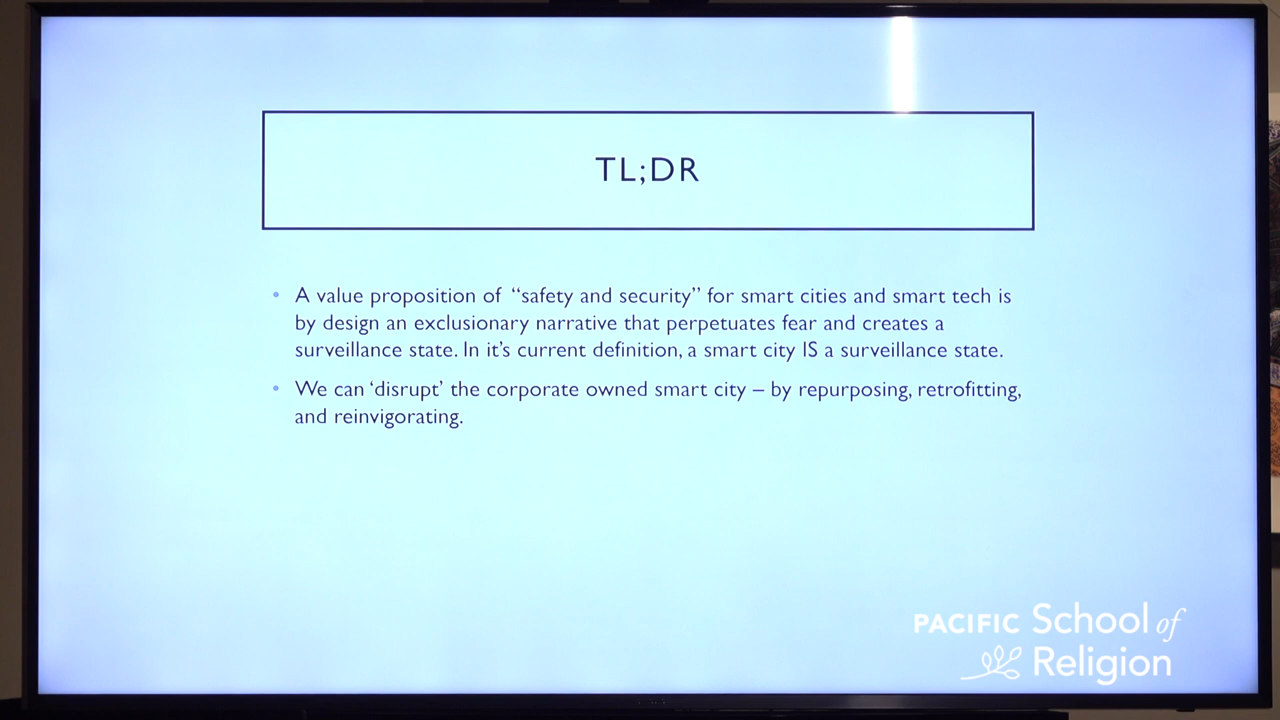 TL;DR
• A value proposition of “safety and security” for smart cities and smart tech is
by design an exclusionary narrative that perpetuates fear and creates a
surveillance state. In it’s current definition, a smart city IS a surveillance state.
• We can ‘disrupt’ the corporate owned smart city – by repurposing, retrofitting,
and reinvigorating.
PACIFIC School of
Religion